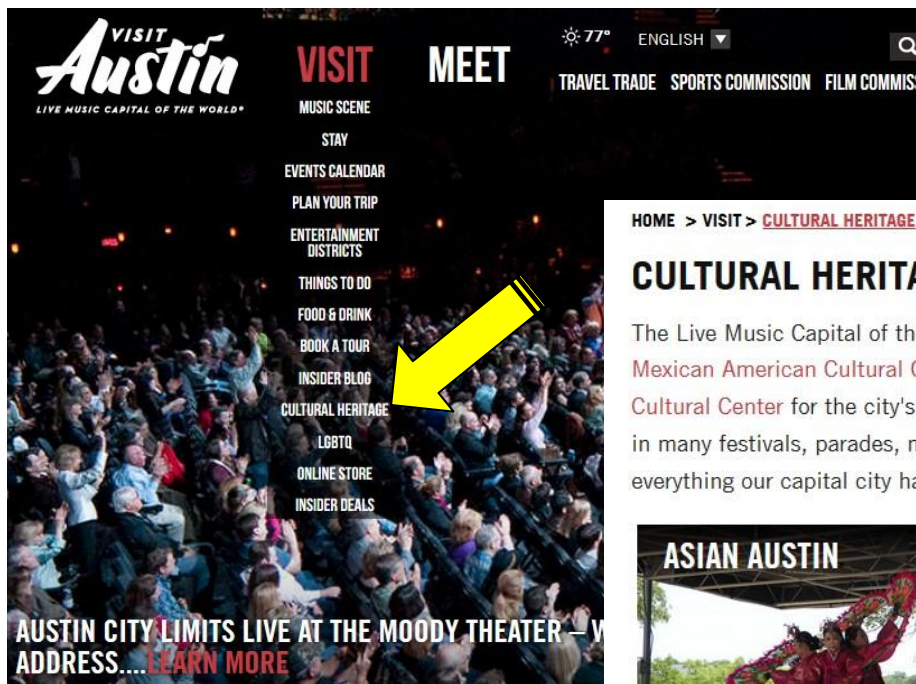 VISIT
Austin
LIVE MUSIC CAPITAL OF THE WORLD®
VISIT
MEET
77°
ENGLISH
TRAVEL TRADE SPORTS COMMISSION FILM COMMISS
MUSIC SCENE
STAY
EVENTS CALENDAR
PLAN YOUR TRIP
ENTERTAINMENT
DISTRICTS
THINGS TO DO
FOOD & DRINK
BOOK A TOUR
INSIDER BLOG
CULTURAL HERITAGE
LGBTQ
ONLINE STORE
INSIDER DEALS
AUSTIN CITY LIMITS LIVE AT THE MOODY THEATER – W
ADDRESS....LEARN MORE
HOME > VISIT > CULTURAL HERITAGE
CULTURAL HERITA
The Live Music Capital of th
Mexican American Cultural C
Cultural Center for the city's
in many festivals, parades, m
everything our capital city ha
ASIAN AUSTIN